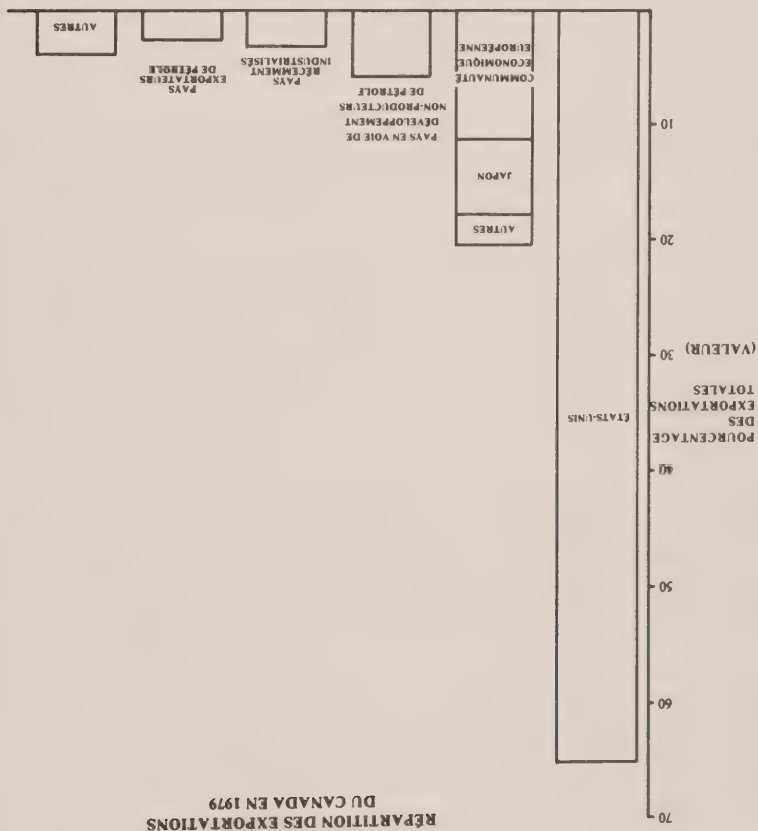 RÉPARTITION DES EXPORTATIONS
DU CANADA EN 1979
70
60
50
40
30
20
10
POURCENTAGE
DES
EXPORTATIONS
TOTALES
(VALEUR)
ÉTATS-UNIS
AUTRES
JAPON
COMMUNAUTÉ
ECONOMIQUE
EUROPÉENNE
PAYS EN VOIE DE
DÉVELOPPEMENT
NON-PRODUCTEURS
DE PÉTROLE
PAYS
RÉCEMMENT
INDUSTRIALISÉS
PAYS
EXPORTATEURS
DE PÉTROLE
AUTRES